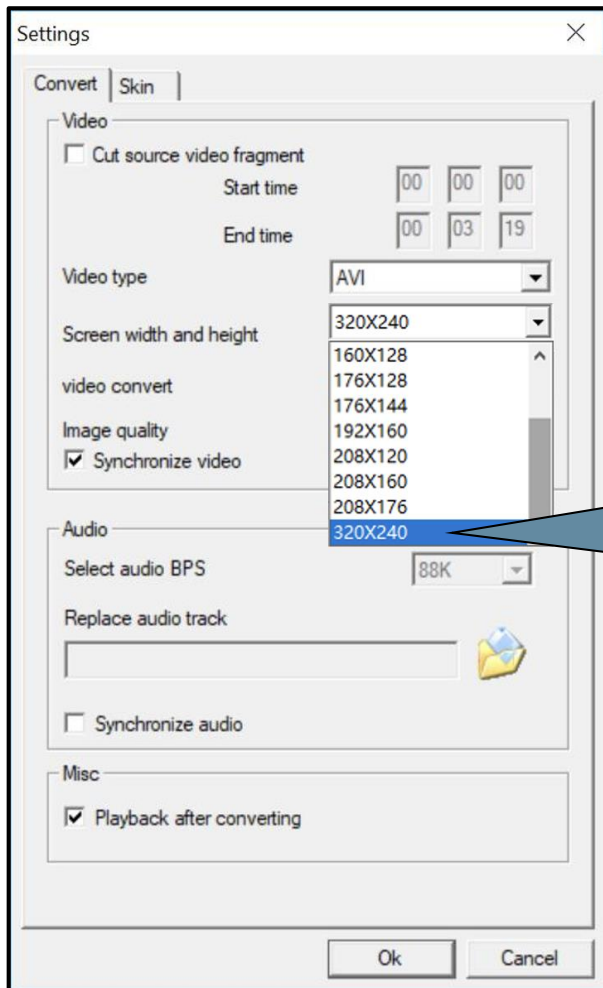 Settings
Convert Skin
Video
Cut source video fragment
Start time 00 00 00
End time 00 03 19
Video type AVI
Screen width and height 320X240
160X128
176X128
video convert
176X144
192X160
Image quality
Synchronize video
208X120
208X160
208X176
320X240
Audio
Select audio BPS 88K
Replace audio track
Synchronize audio
Misc
Playback after converting
Ok Cancel